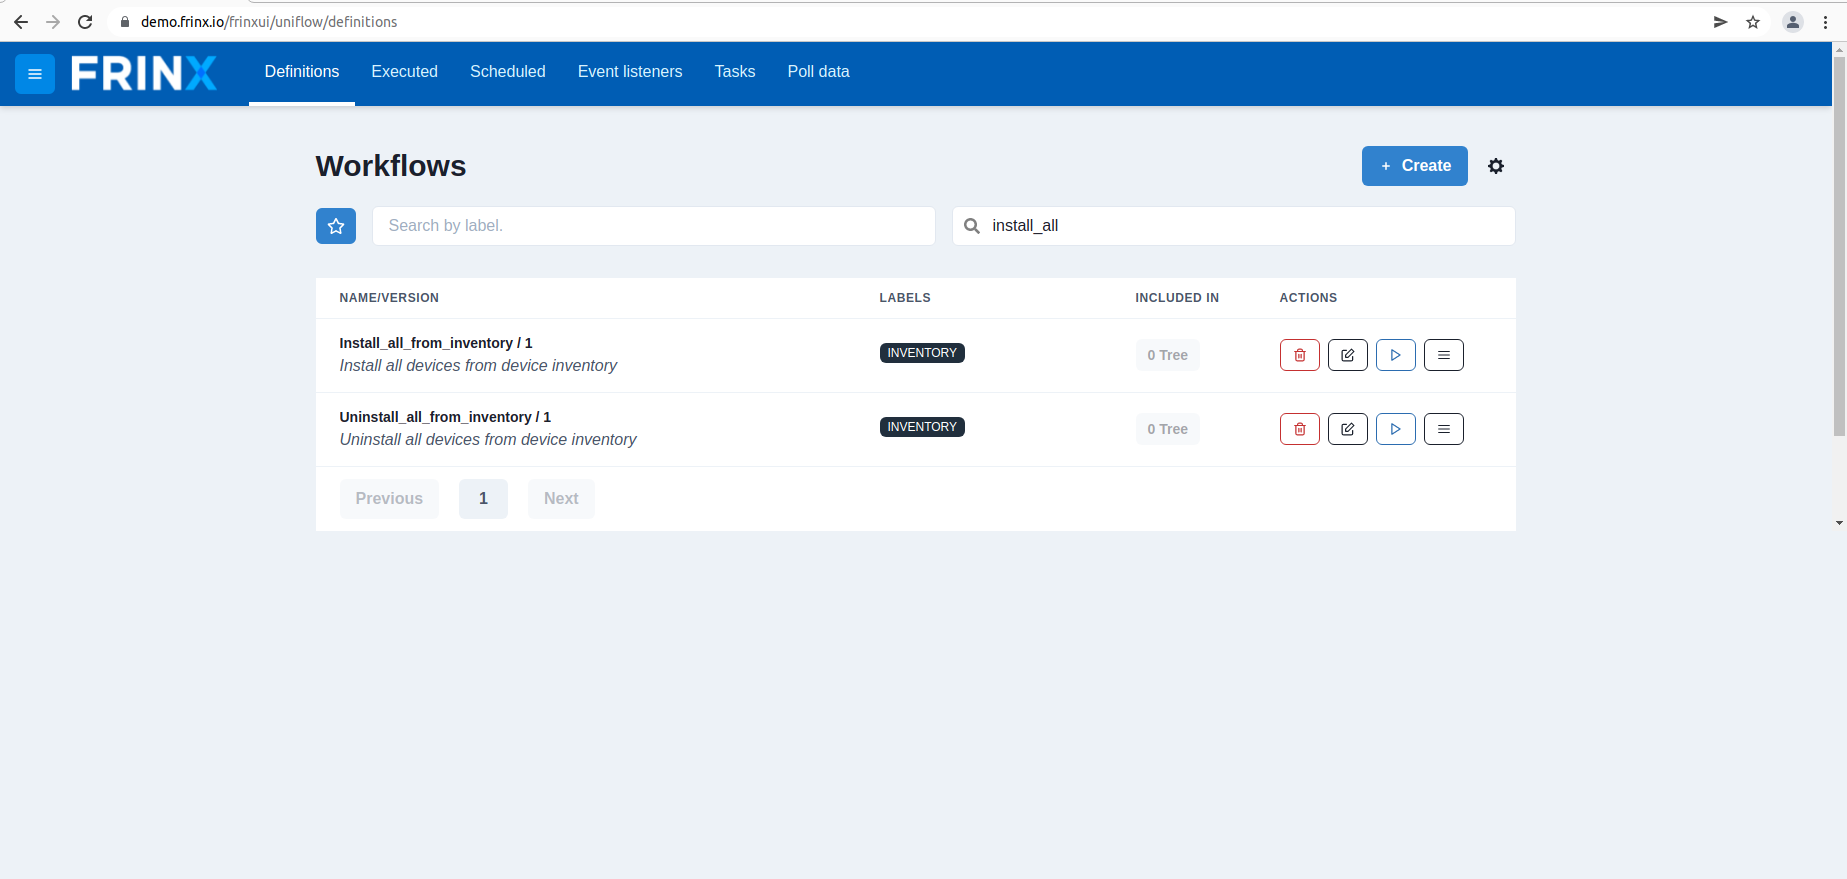 demo.frinx.io/frinxui/uniflow/definitions
FRINX Definitions Executed Scheduled Event listeners Tasks Poll data
Workflows
+ Create
Search by label.
install_all
NAME/VERSION LABELS INCLUDED IN ACTIONS
Install_all_from_inventory / 1
Install all devices from device inventory
INVENTORY
0 Tree
Uninstall_all_from_inventory / 1
Uninstall all devices from device inventory
INVENTORY
0 Tree
Previous 1 Next